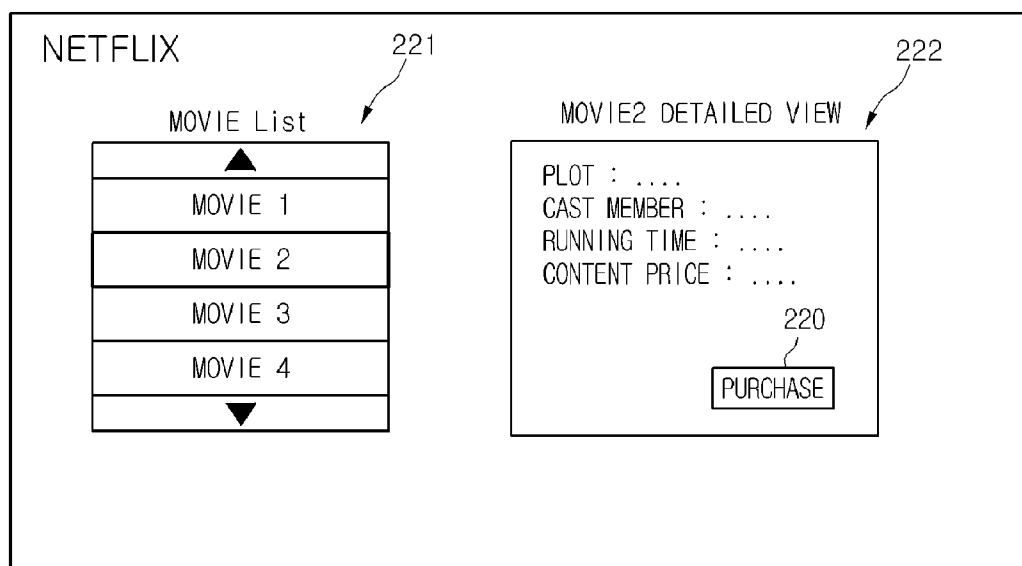 NETFLIX
221
MOVIE List
MOVIE 1
MOVIE 2
MOVIE 3
MOVIE 4
222
MOVIE2 DETAILED VIEW
PLOT : ....
CAST MEMBER : ....
RUNNING TIME : ....
CONTENT PRICE : ....
220
PURCHASE